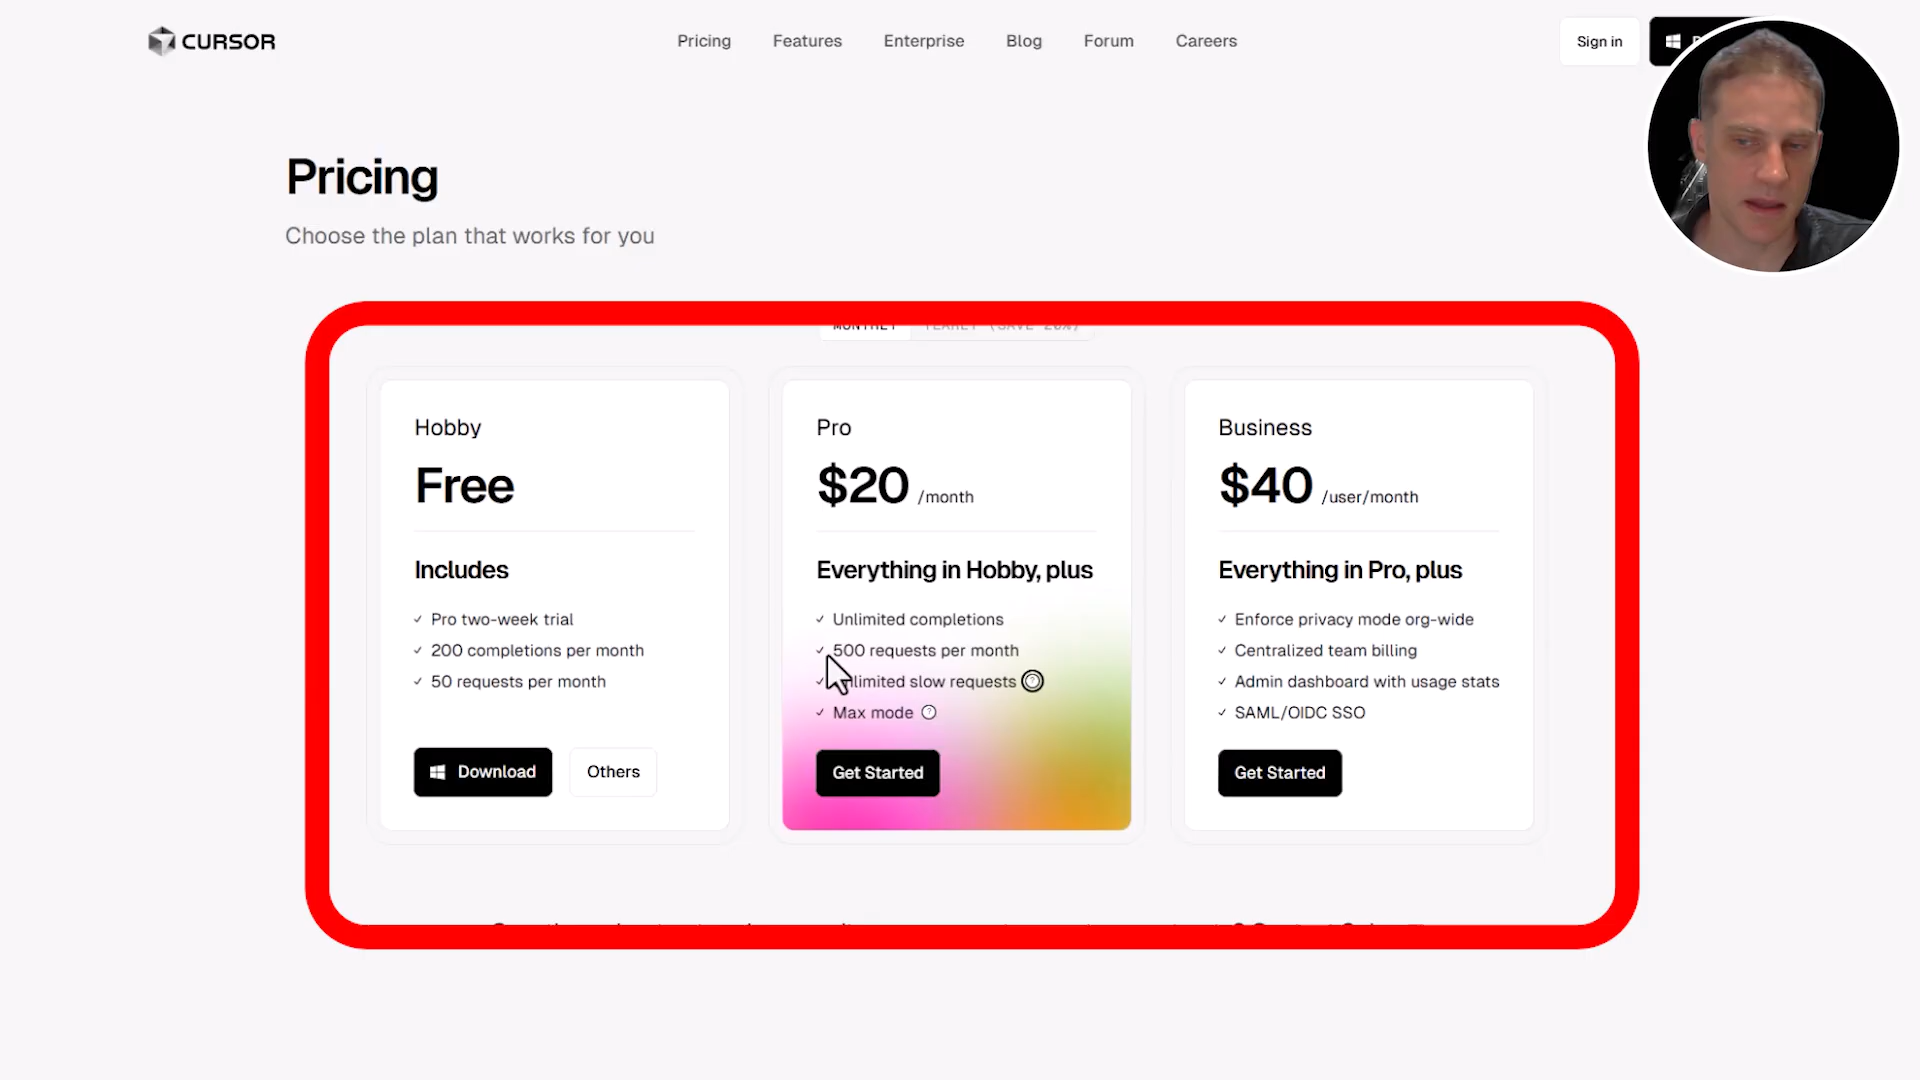 CURSOR
Pricing
Features
Enterprise
Blog
Forum
Careers
Sign in
Pricing
Choose the plan that works for you
MONTHLY
YEARLY (SAVE 20%)
Hobby
Free
Includes
Pro two-week trial
200 completions per month
50 requests per month
Download
Others
Pro
$20 /month
Everything in Hobby, plus
Unlimited completions
500 requests per month
slow requests
Max mode
Get Started
Business
$40 /user/month
Everything in Pro, plus
Enforce privacy mode org-wide
Centralized team billing
Admin dashboard with usage stats
SAML/OIDC SSO
Get Started